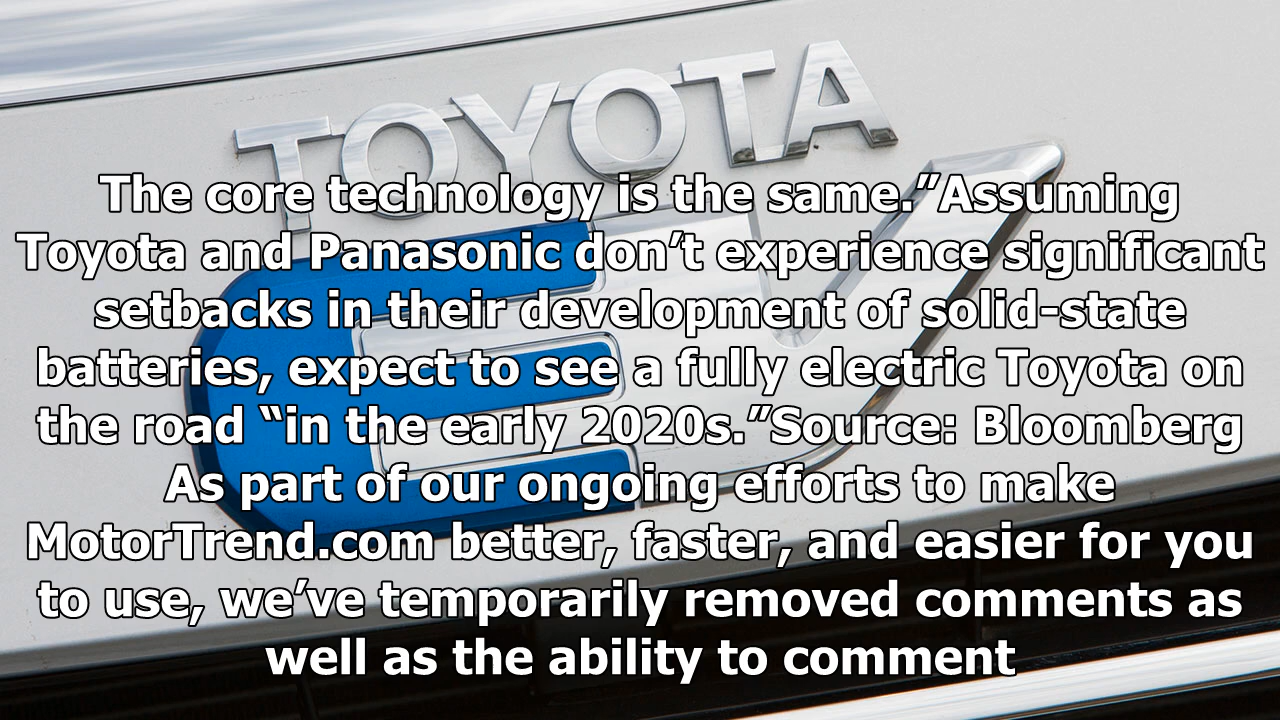 TOYOTA
EV
The core technology is the same.”Assuming
Toyota and Panasonic don’t experience significant
setbacks in their development of solid-state
batteries, expect to see a fully electric Toyota on
the road “in the early 2020s.”Source: Bloomberg
As part of our ongoing efforts to make
MotorTrend.com better, faster, and easier for you
to use, we’ve temporarily removed comments as
well as the ability to comment